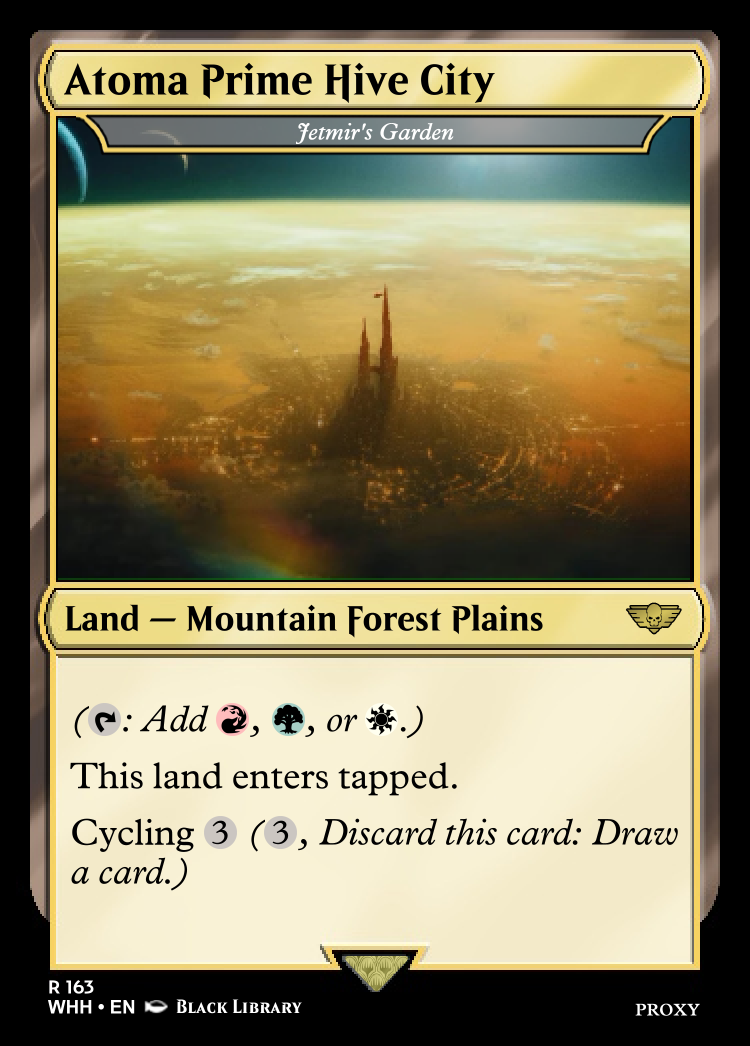 Atoma Prime Hive City
Jetmir's Garden
Land — Mountain Forest Plains
(: Add , , or .)
This land enters tapped.
Cycling 3 (3, Discard this card: Draw
a card.)
R 163
WHH • EN BLACK LIBRARY
PROXY